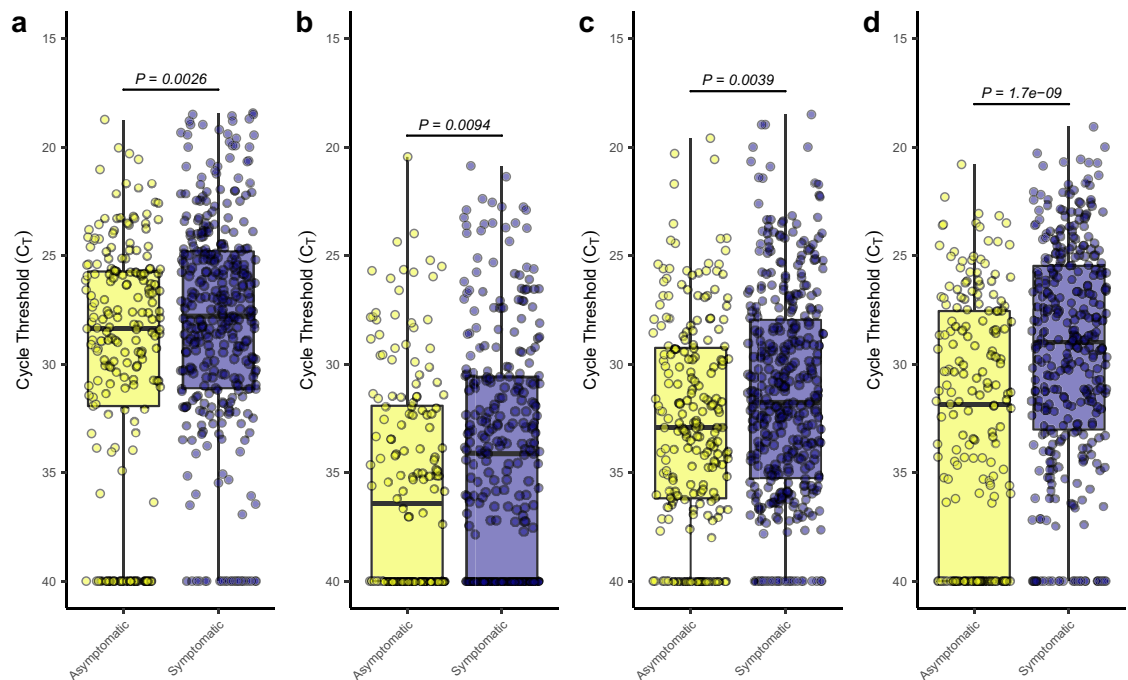 a
15
20
25
30
35
40
Cycle Threshold (CT)
P = 0.0026
Asymptomatic
Symptomatic
b
15
20
25
30
35
40
Cycle Threshold (CT)
P = 0.0094
Asymptomatic
Symptomatic
c
15
20
25
30
35
40
Cycle Threshold (CT)
P = 0.0039
Asymptomatic
Symptomatic
d
15
20
25
30
35
40
Cycle Threshold (CT)
P = 1.7e−09
Asymptomatic
Symptomatic